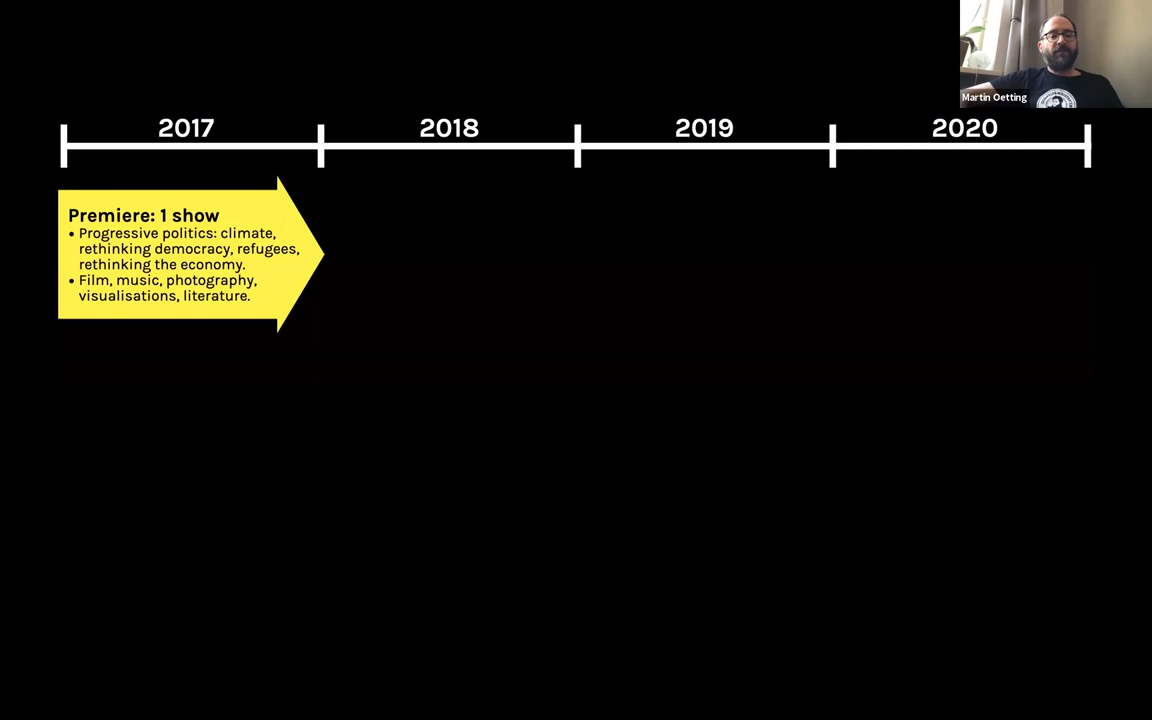 Martin Oetting
2017 2018 2019 2020
Premiere: 1 show
• Progressive politics: climate,
rethinking democracy, refugees,
rethinking the economy.
• Film, music, photography,
visualisations, literature.